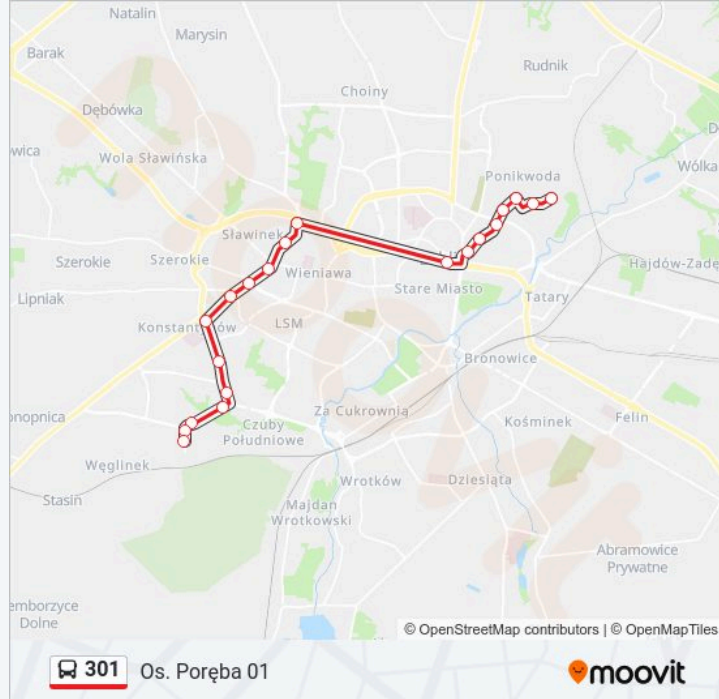 Natalin
Marysin
Barak
Rudnik
Choiny
Dębówka
Wola Sławińska
Ponikwoda
Wólka
Sławinek
Szerokie
Szerokie
Wieniawa
Hajdów-Zadę
Stare Miasto
Lipniak
Tatary
LSM
Bronowice
onopnica
Za Cukrownią
Felin
Czuby
Południowe
Kośminek
Węglinek
Wrotków
Dziesiąta
Stasin
Majdan
Wrotkowski
Abramowice
Prywatne
emborzyce
Dolne
© OpenStreetMap contributors | © OpenMapTiles
301 Os. Poręba 01
moovit